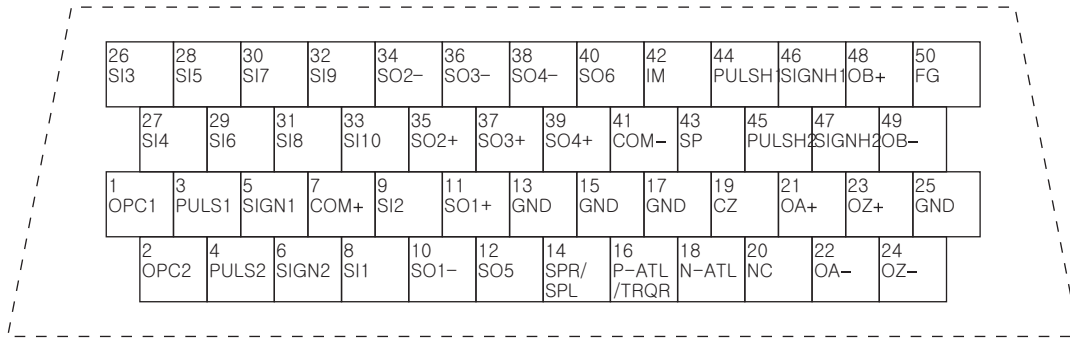 26 28 30 32 34 36 38 40 42 44 46 48 50
SI3 SI5 SI7 SI9 SO2- SO3- SO4- SO6 IM PULSH1 SIGNH1 OB+ FG
27 29 31 33 35 37 39 41 43 45 47 49
SI4 SI6 SI8 SI10 SO2+ SO3+ SO4+ COM- SP PULSH2 SIGNH2 OB-
1 3 5 7 9 11 13 15 17 19 21 23 25
OPC1 PULS1 SIGN1 COM+ SI2 SO1+ GND GND GND CZ OA+ OZ+ GND
2 4 6 8 10 12 14 16 18 20 22 24
OPC2 PULS2 SIGN2 SI1 SO1- SO5 SPR/ P-ATL N-ATL NC OA- OZ-
SPL /TRQR